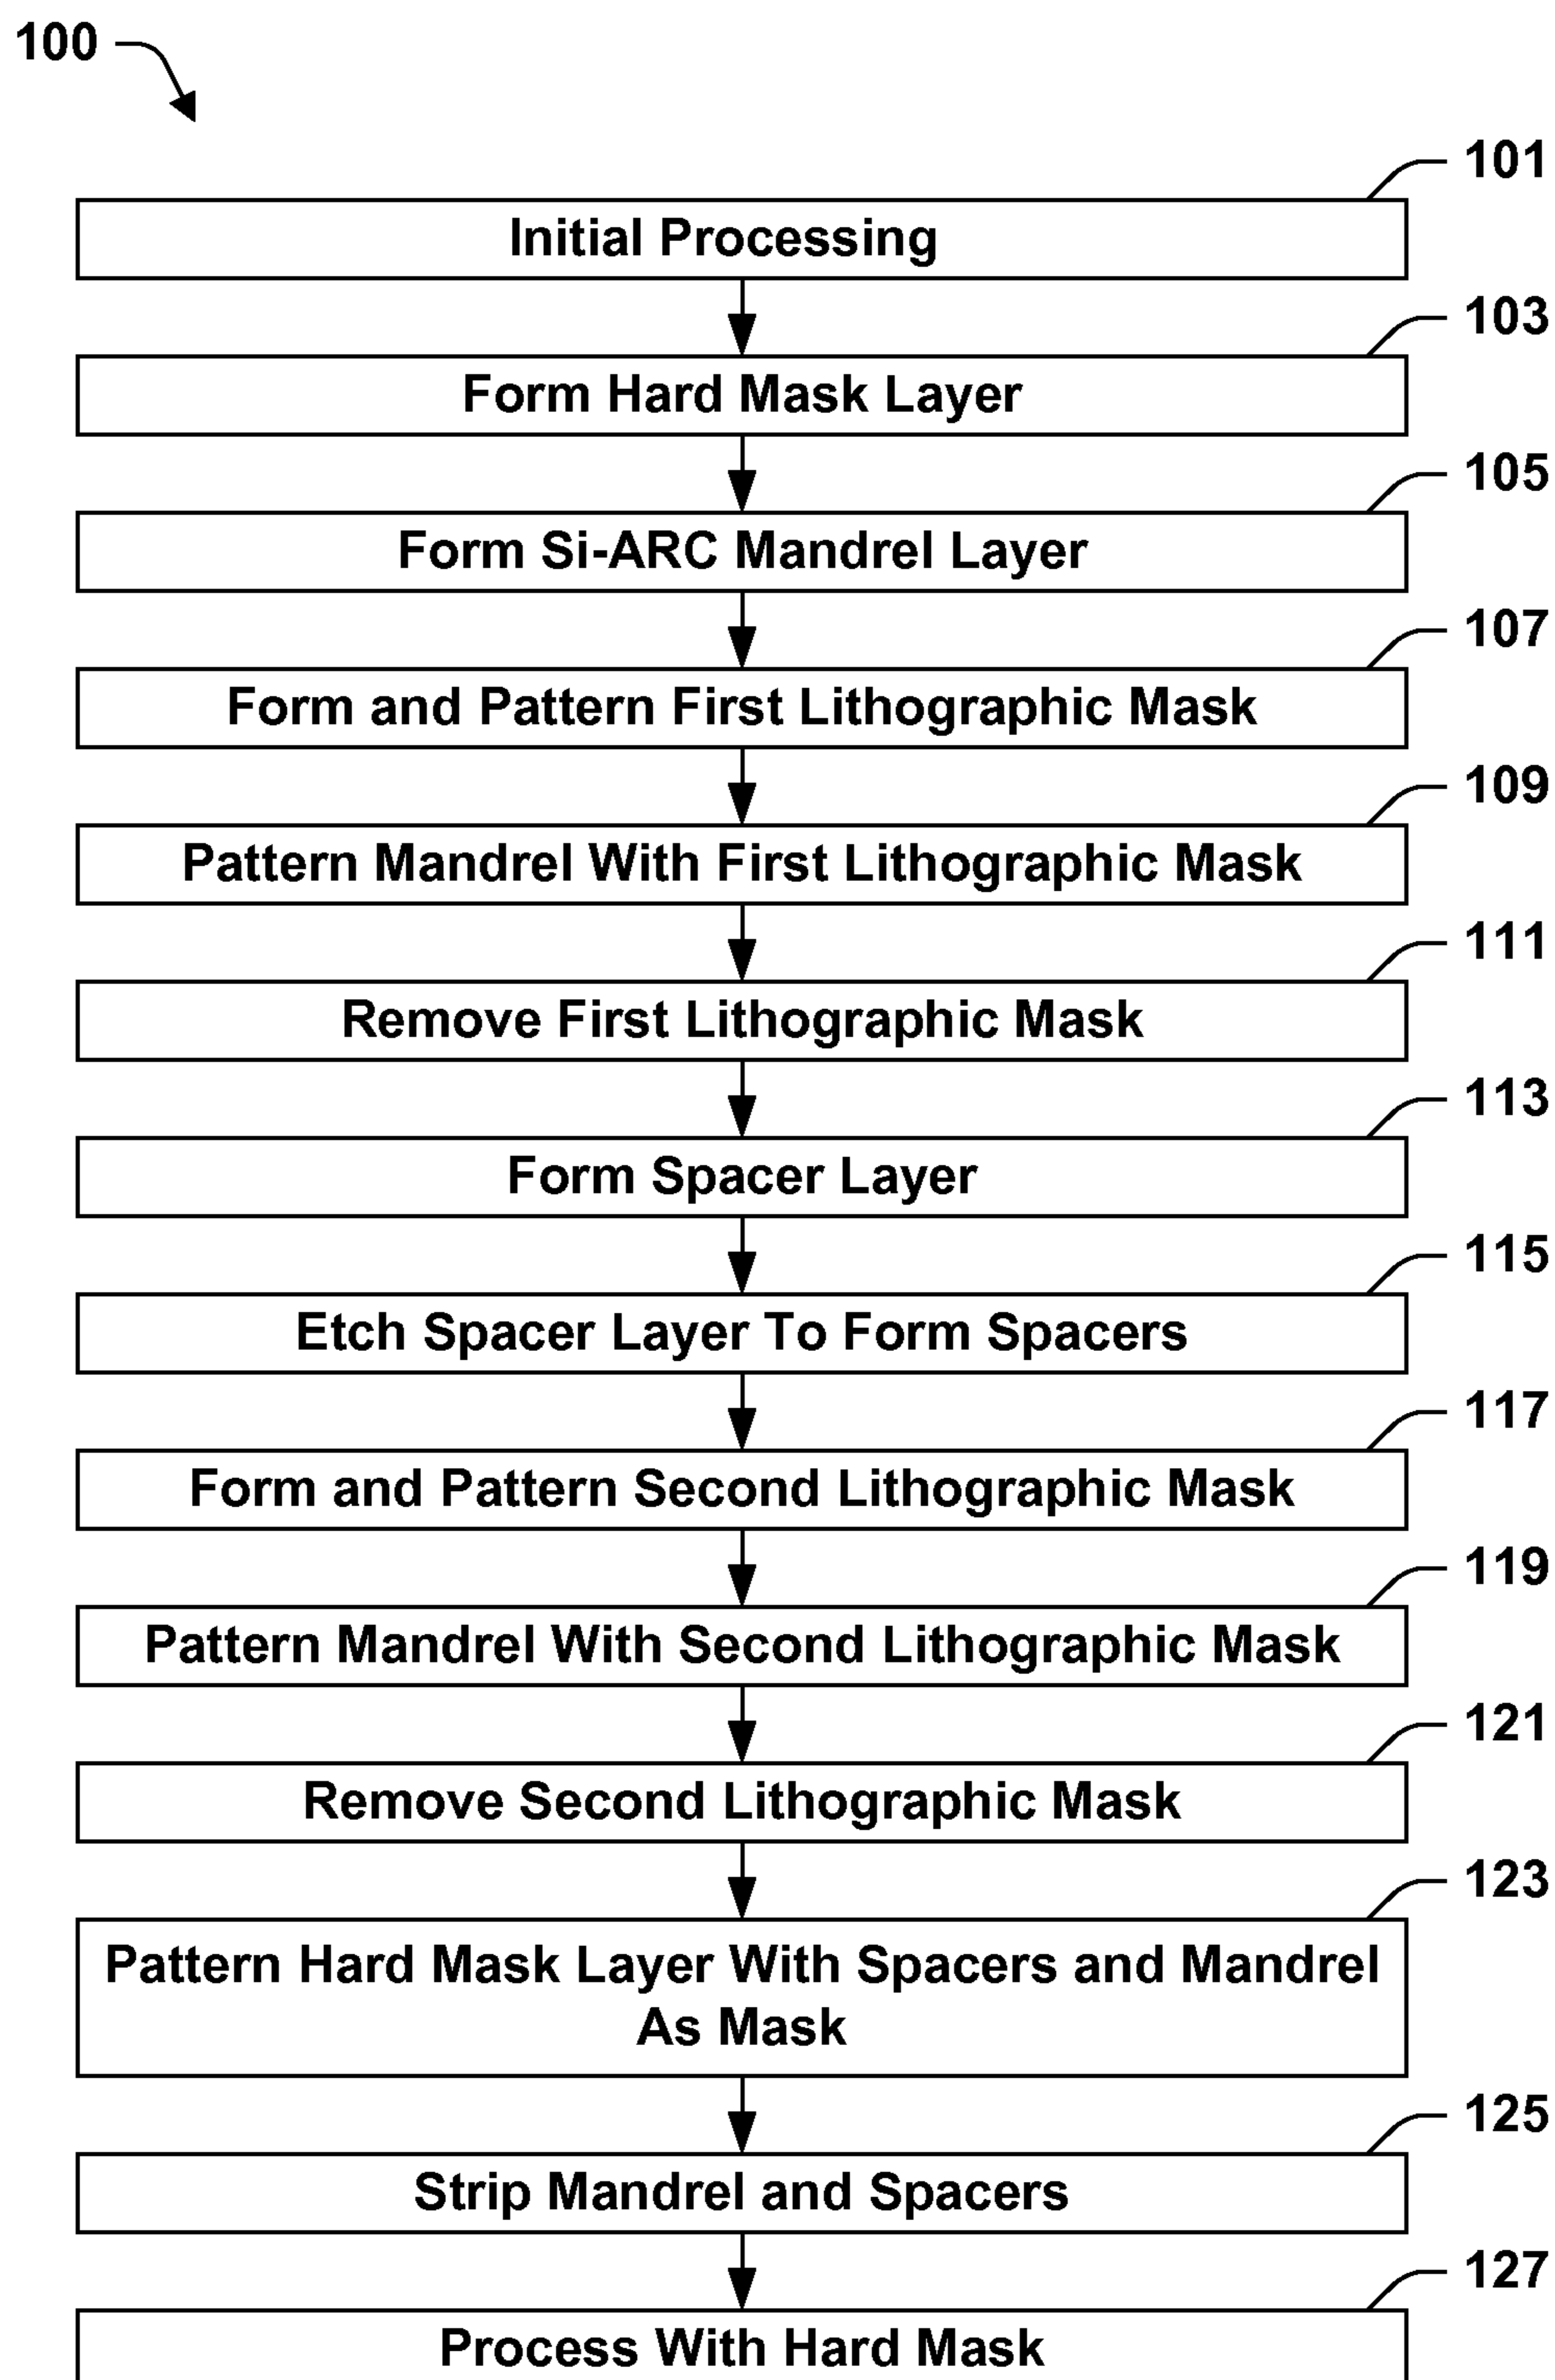 100
101
Initial Processing
103
Form Hard Mask Layer
105
Form Si-ARC Mandrel Layer
107
Form and Pattern First Lithographic Mask
109
Pattern Mandrel With First Lithographic Mask
111
Remove First Lithographic Mask
113
Form Spacer Layer
115
Etch Spacer Layer To Form Spacers
117
Form and Pattern Second Lithographic Mask
119
Pattern Mandrel With Second Lithographic Mask
121
Remove Second Lithographic Mask
123
Pattern Hard Mask Layer With Spacers and Mandrel
As Mask
125
Strip Mandrel and Spacers
127
Process With Hard Mask